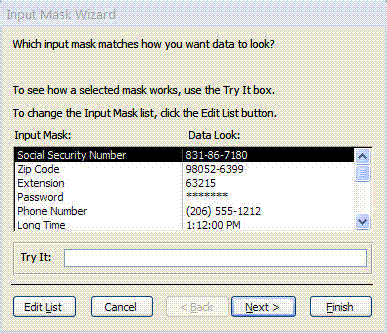 Input Mask Wizard
Which input mask matches how you want data to look?
To see how a selected mask works, use the Try It box.
To change the Input Mask list, click the Edit List button.
Input Mask: Data Look:
Social Security Number 831-86-7180
Zip Code 98052-6399
Extension 63215
Password *******
Phone Number (206) 555-1212
Long Time 1:12:00 PM
Try It:
Edit List Cancel < Back Next > Finish